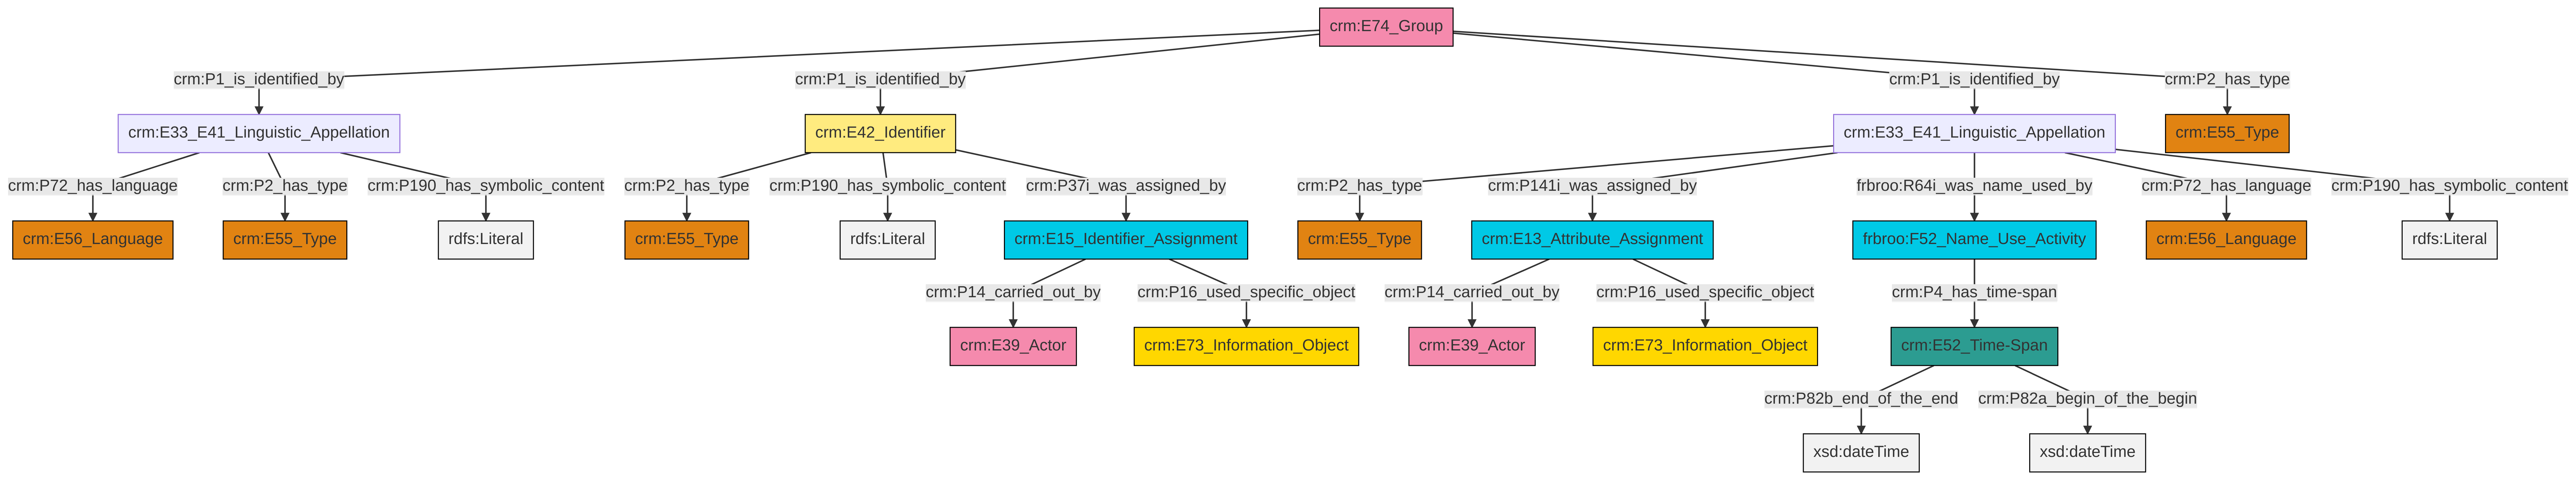 crm:E74_Group
crm:P1_is_identified_by
crm:P1_is_identified_by
crm:P1_is_identified_by
crm:P2_has_type
crm:E33_E41_Linguistic_Appellation
crm:E42_Identifier
crm:E33_E41_Linguistic_Appellation
crm:E55_Type
crm:P72_has_language
crm:P2_has_type
crm:P190_has_symbolic_content
crm:P2_has_type
crm:P190_has_symbolic_content
crm:P37i_was_assigned_by
crm:P2_has_type
crm:P141i_was_assigned_by
frbroo:R64i_was_name_used_by
crm:P72_has_language
crm:P190_has_symbolic_content
crm:E56_Language
crm:E55_Type
rdfs:Literal
crm:E55_Type
rdfs:Literal
crm:E15_Identifier_Assignment
crm:E55_Type
crm:E13_Attribute_Assignment
frbroo:F52_Name_Use_Activity
crm:E56_Language
rdfs:Literal
crm:P14_carried_out_by
crm:P16_used_specific_object
crm:P14_carried_out_by
crm:P16_used_specific_object
crm:P4_has_time-span
crm:E39_Actor
crm:E73_Information_Object
crm:E39_Actor
crm:E73_Information_Object
crm:E52_Time-Span
crm:P82b_end_of_the_end
crm:P82a_begin_of_the_begin
xsd:dateTime
xsd:dateTime